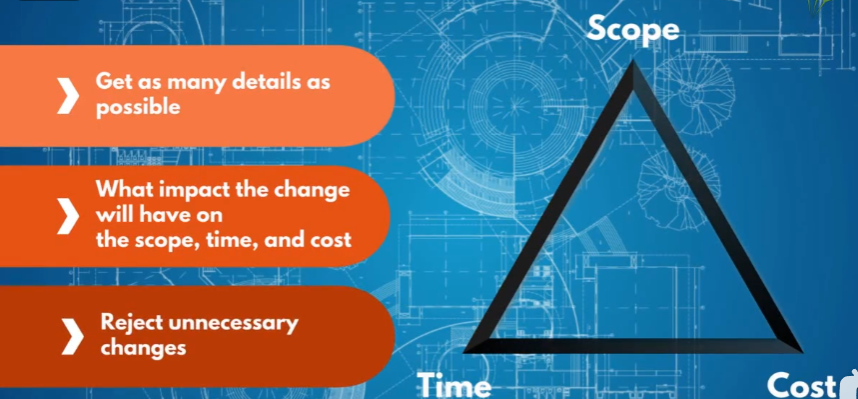 Scope
Get as many details as
possible
What impact the change
will have on
the scope, time, and cost
Reject unnecessary
changes
Time
Cost